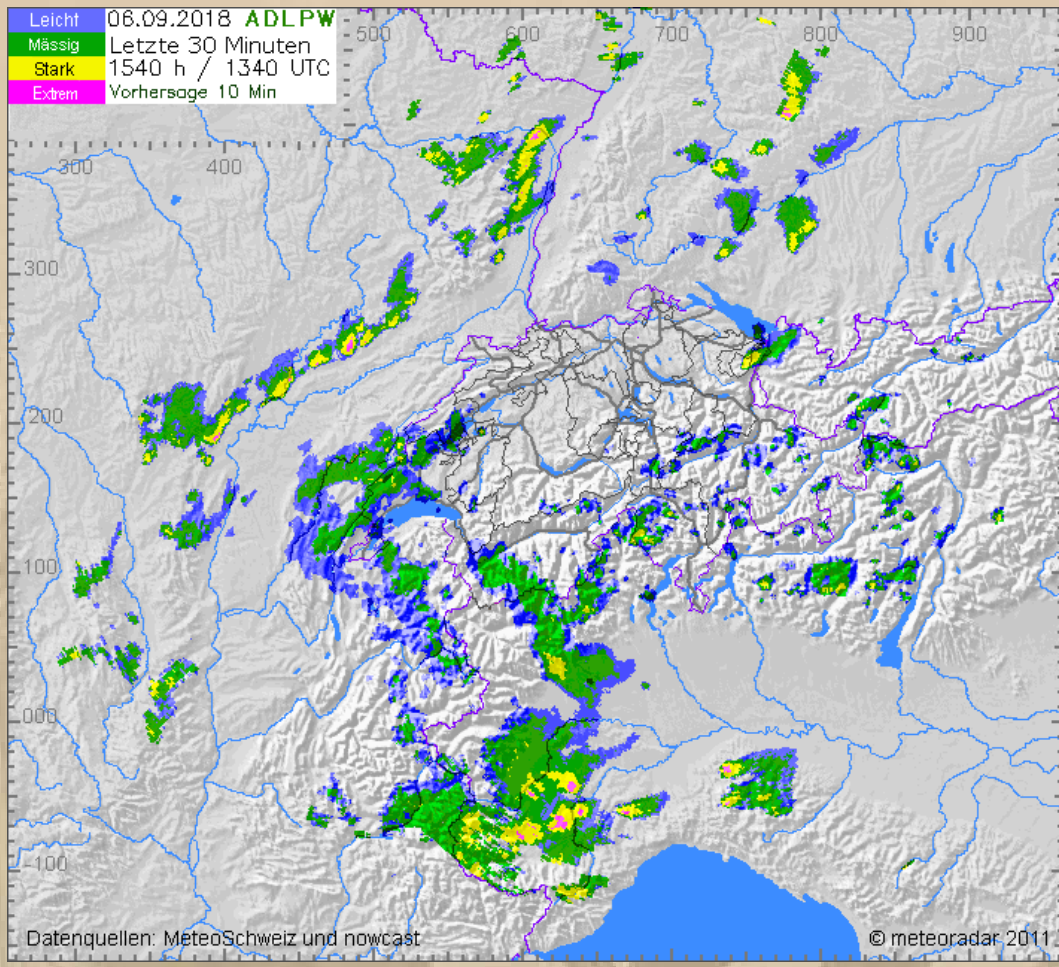 Leicht 06.09.2018 ADLPW
Mässig Letzte 30 Minuten
Stark 1540 h / 1340 UTC
Extrem Vorhersage 10 Min
500 600 700 800 900
300 400
300
200
100
000
-100
Datenquellen: MeteoSchweiz und nowcast © meteoradar 2011